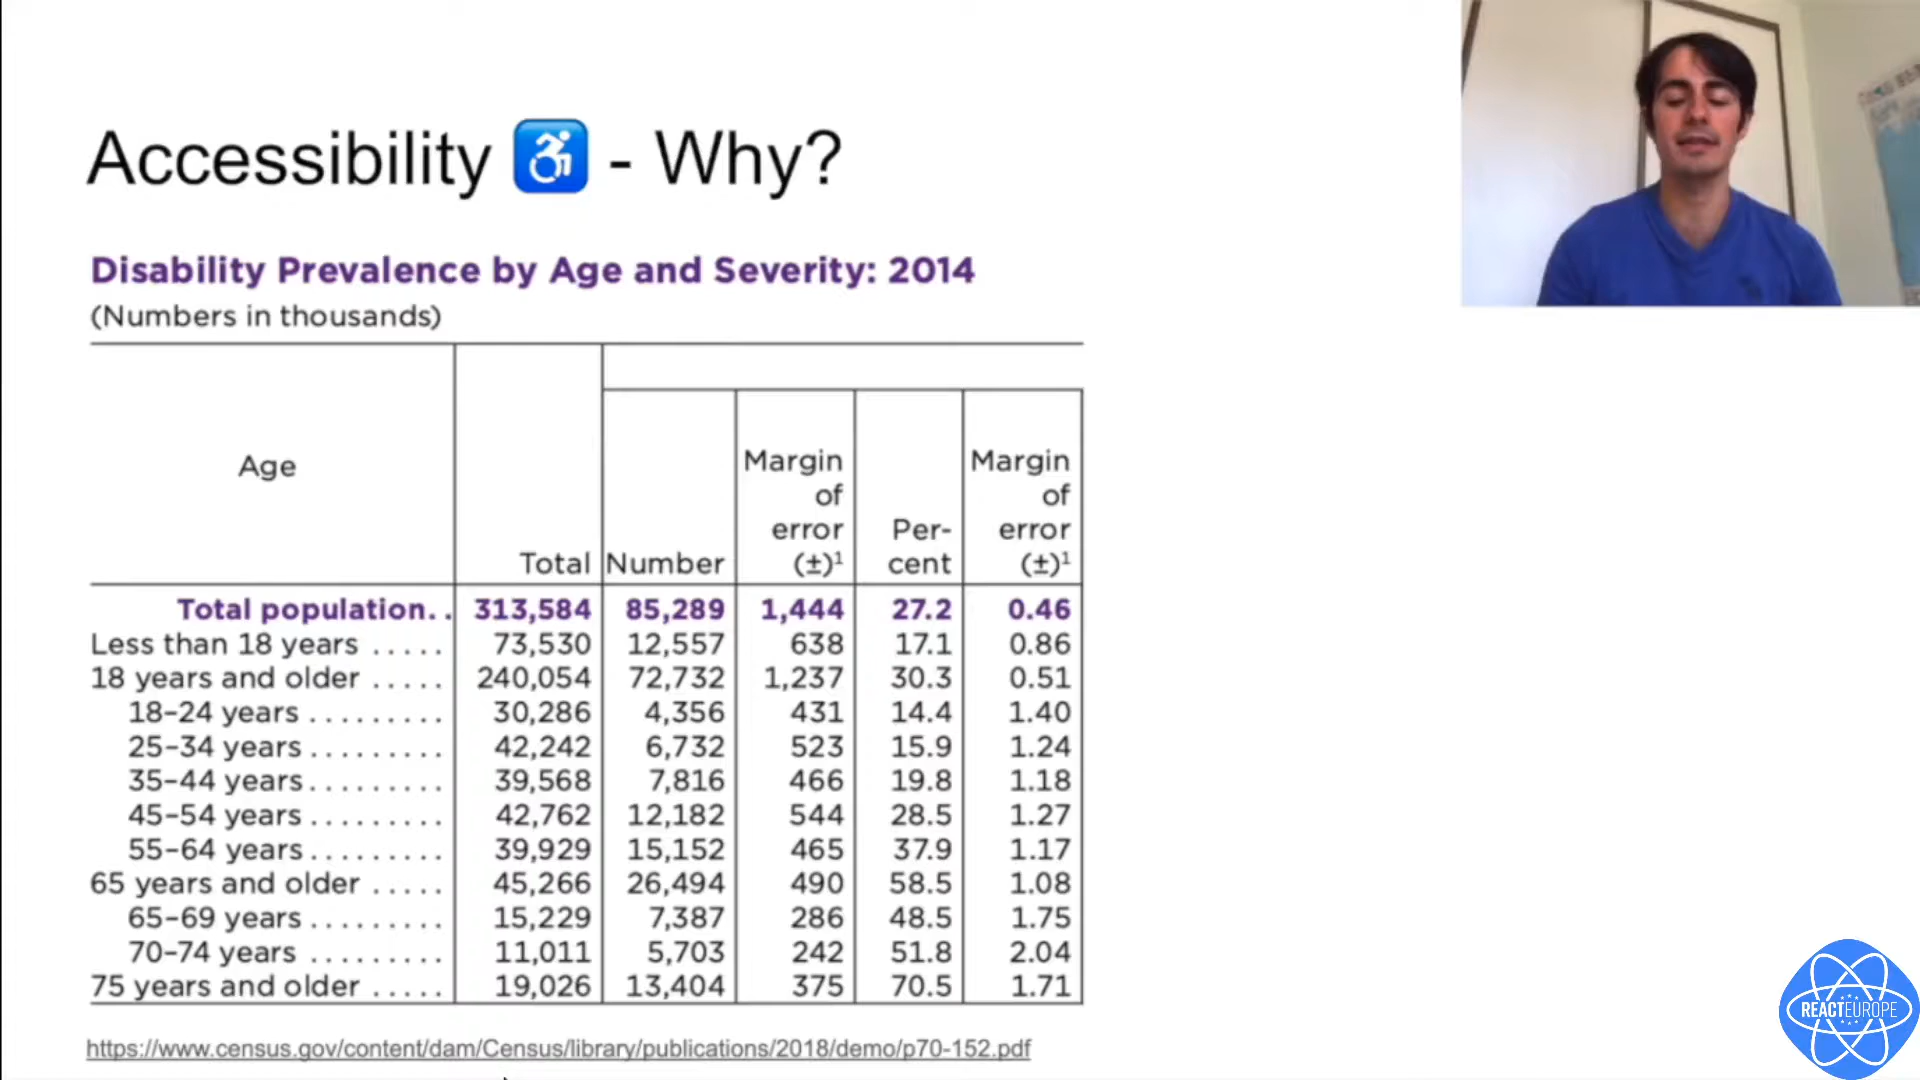 Accessibility ♿ - Why?
Disability Prevalence by Age and Severity: 2014
(Numbers in thousands)
Age
Total
Number
Margin
of
error
(±)¹
Per-
cent
Margin
of
error
(±)¹
Total population. . 313,584 85,289 1,444 27.2 0.46
Less than 18 years ..... 73,530 12,557 638 17.1 0.86
18 years and older ..... 240,054 72,732 1,237 30.3 0.51
18–24 years ......... 30,286 4,356 431 14.4 1.40
25–34 years ......... 42,242 6,732 523 15.9 1.24
35–44 years ......... 39,568 7,816 466 19.8 1.18
45–54 years ......... 42,762 12,182 544 28.5 1.27
55–64 years ......... 39,929 15,152 465 37.9 1.17
65 years and older ..... 45,266 26,494 490 58.5 1.08
65–69 years ......... 15,229 7,387 286 48.5 1.75
70–74 years ......... 11,011 5,703 242 51.8 2.04
75 years and older ..... 19,026 13,404 375 70.5 1.71
https://www.census.gov/content/dam/Census/library/publications/2018/demo/p70-152.pdf
REACTEUROPE